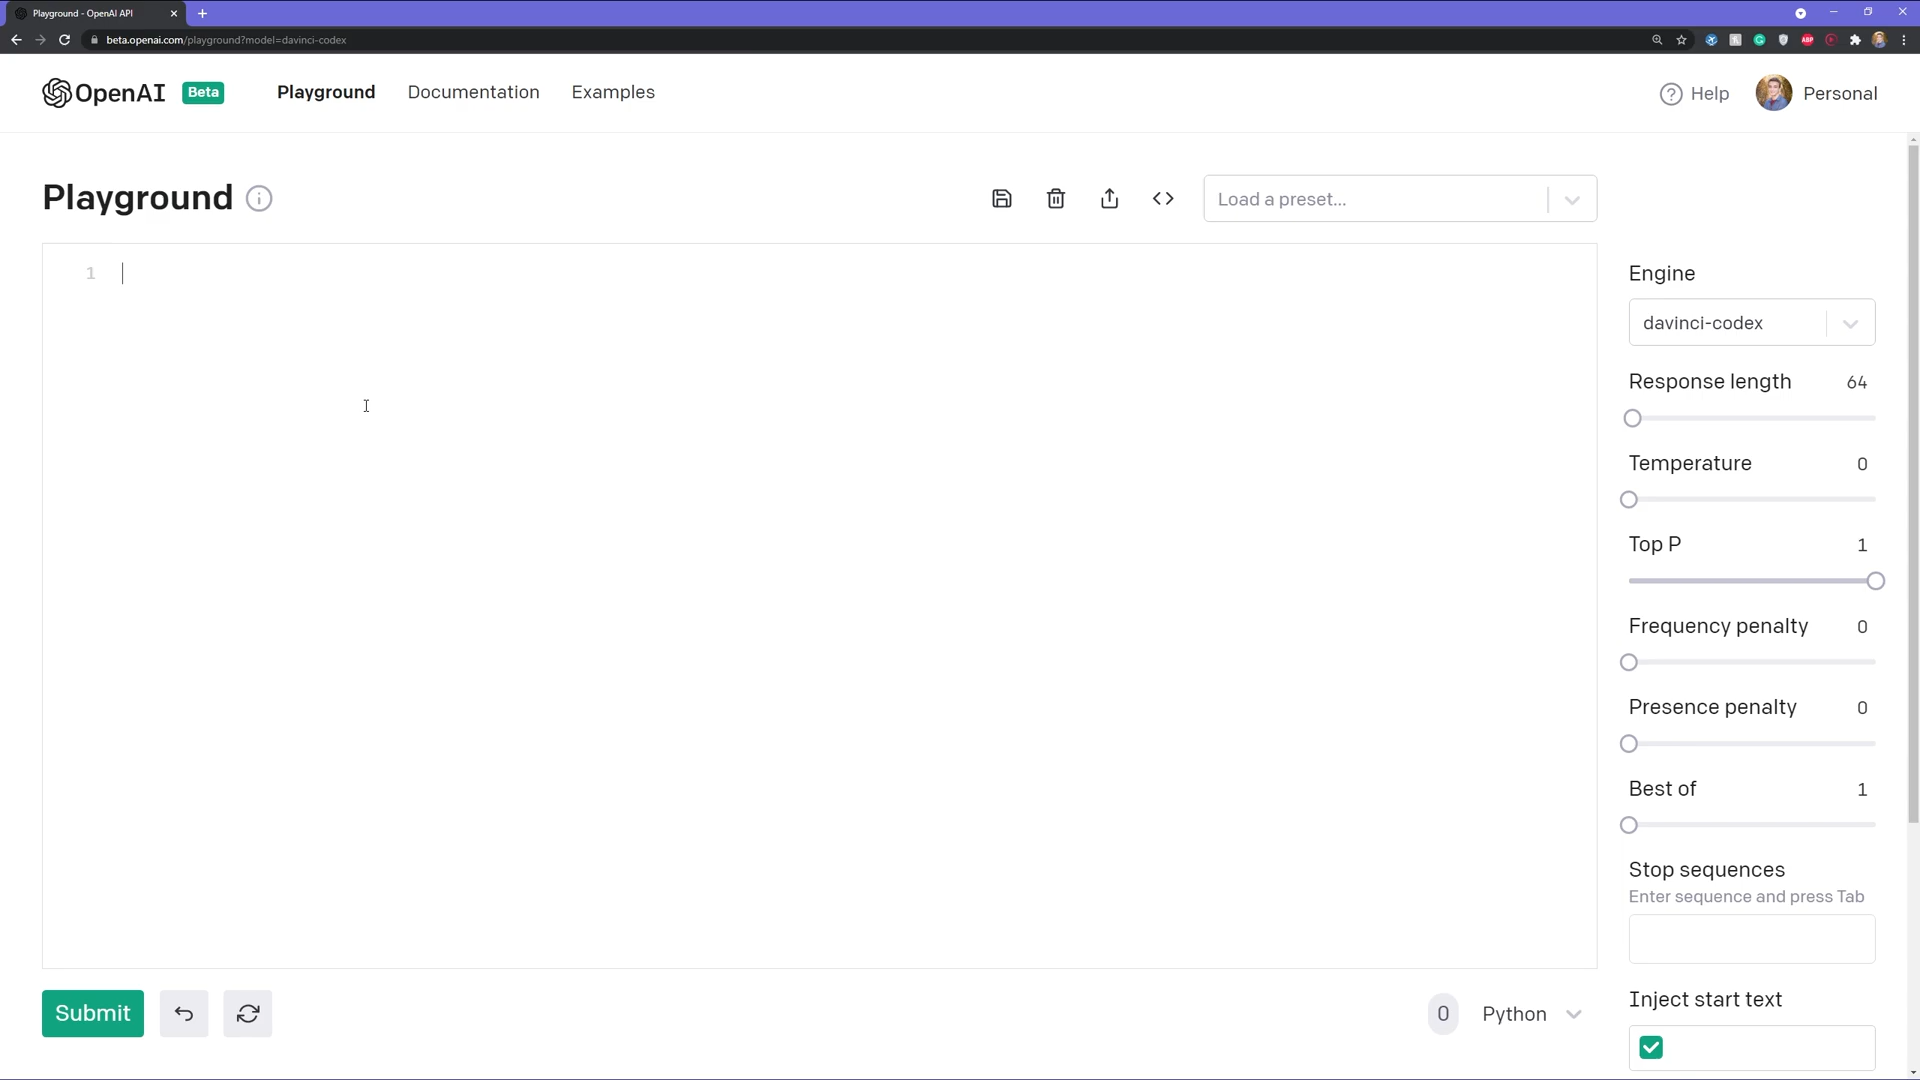 Playground - OpenAI API
beta.openai.com/playground?model=davinci-codex
ABP
OpenAI Beta Playground Documentation Examples Help Personal
Playground
Load a preset...
1
Engine
davinci-codex
Response length 64
Temperature 0
Top P 1
Frequency penalty 0
Presence penalty 0
Best of 1
Stop sequences
Enter sequence and press Tab
Inject start text
Submit 0 Python